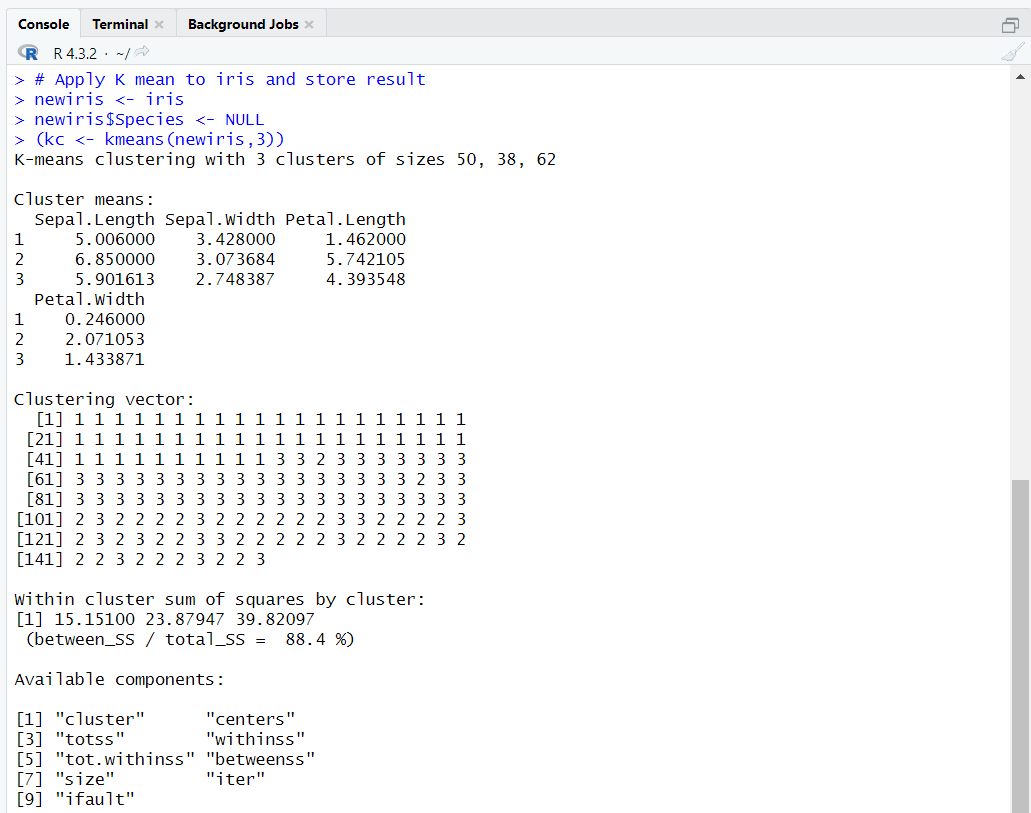 Console Terminal Background Jobs
R R 4.3.2 · ~/
> # Apply K mean to iris and store result
> newiris <- iris
> newiris$Species <- NULL
> (kc <- kmeans(newiris,3))
K-means clustering with 3 clusters of sizes 50, 38, 62

Cluster means:
  Sepal.Length Sepal.Width Petal.Length
1     5.006000    3.428000     1.462000
2     6.850000    3.073684     5.742105
3     5.901613    2.748387     4.393548
  Petal.Width
1    0.246000
2    2.071053
3    1.433871

Clustering vector:
  [1] 1 1 1 1 1 1 1 1 1 1 1 1 1 1 1 1 1 1 1 1
 [21] 1 1 1 1 1 1 1 1 1 1 1 1 1 1 1 1 1 1 1 1
 [41] 1 1 1 1 1 1 1 1 1 1 3 3 2 3 3 3 3 3 3 3
 [61] 3 3 3 3 3 3 3 3 3 3 3 3 3 3 3 3 3 2 3 3
 [81] 3 3 3 3 3 3 3 3 3 3 3 3 3 3 3 3 3 3 3 3
[101] 2 3 2 2 2 2 3 2 2 2 2 2 2 3 3 2 2 2 2 3
[121] 2 3 2 3 2 2 3 3 2 2 2 2 2 3 2 2 2 2 3 2
[141] 2 2 3 2 2 2 3 2 2 3

Within cluster sum of squares by cluster:
[1] 15.15100 23.87947 39.82097
 (between_SS / total_SS =  88.4 %)

Available components:

[1] "cluster"      "centers"
[3] "totss"        "withinss"
[5] "tot.withinss" "betweenss"
[7] "size"         "iter"
[9] "ifault"